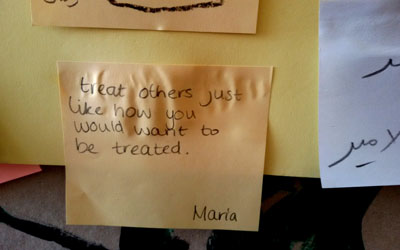 treat others just
like how you
would want to
be treated.
Maria